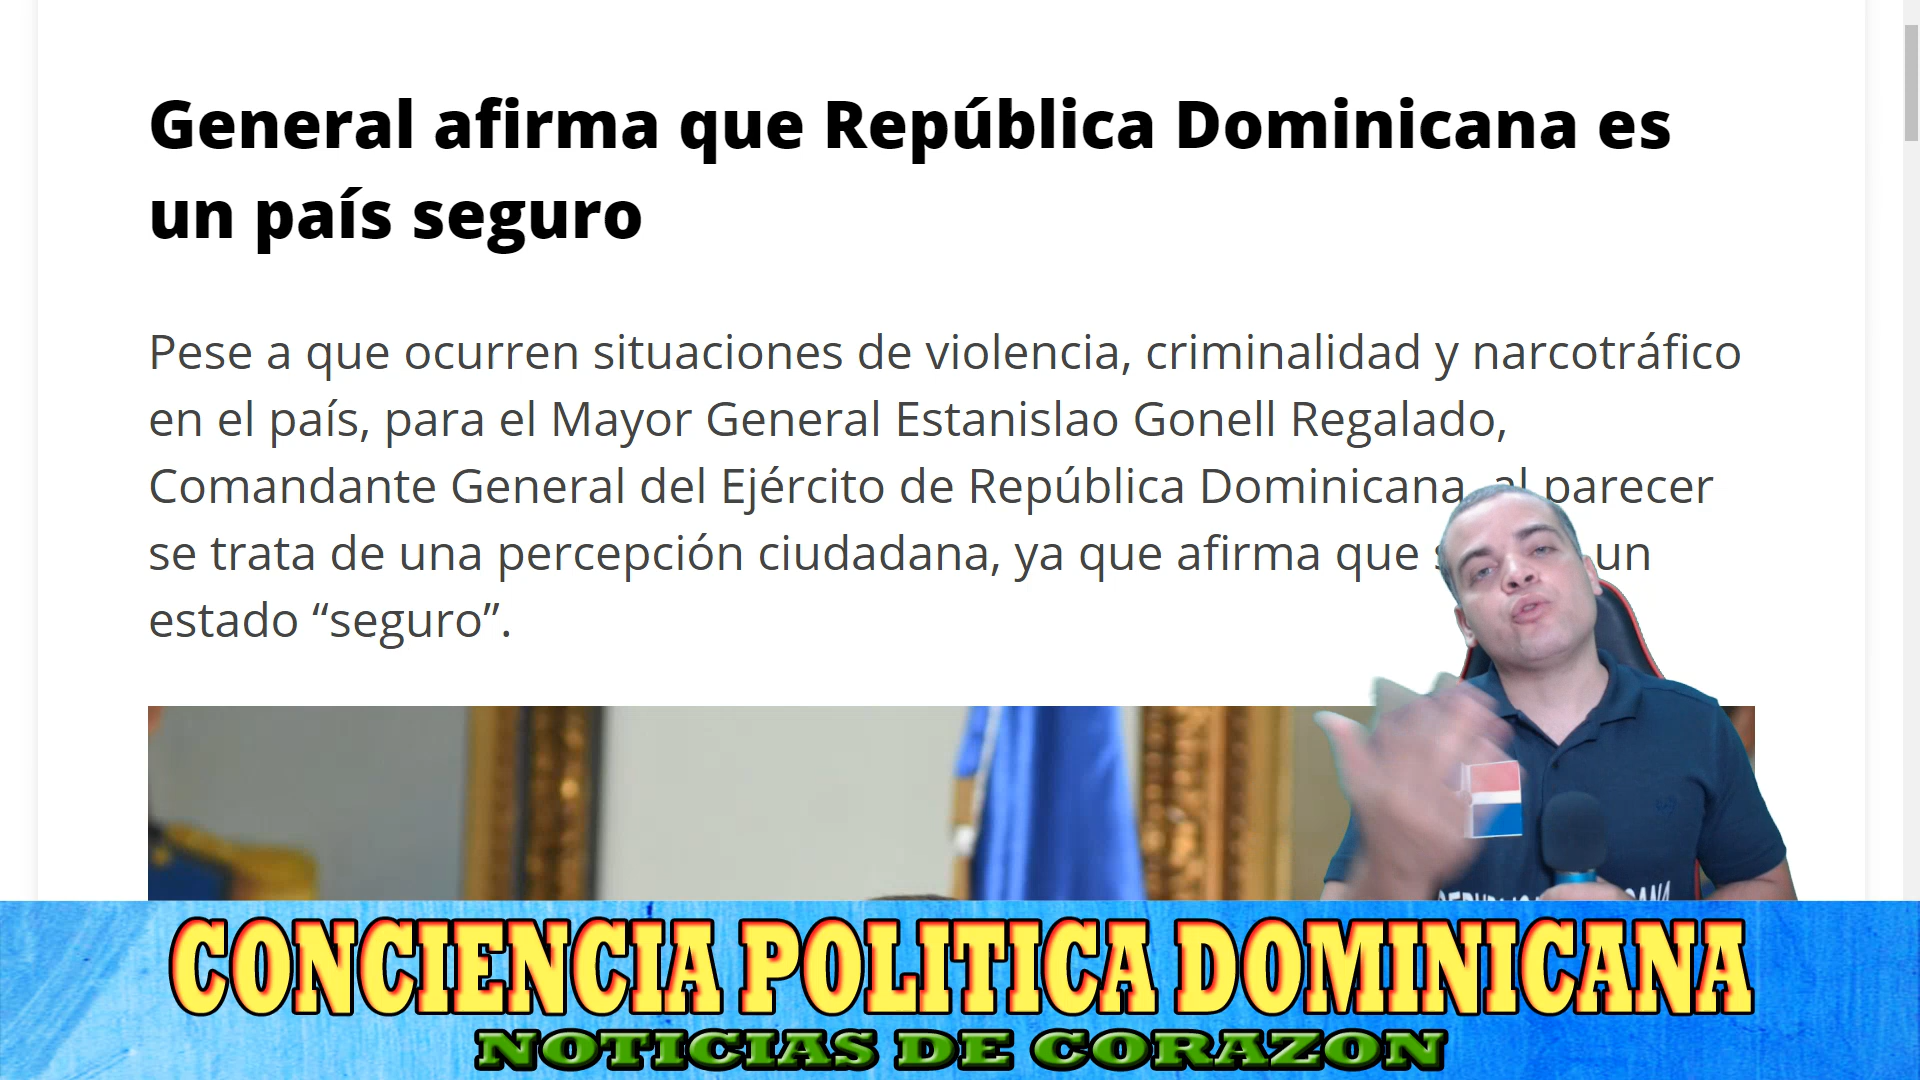 General afirma que República Dominicana es
un país seguro
Pese a que ocurren situaciones de violencia, criminalidad y narcotráfico
en el país, para el Mayor General Estanislao Gonell Regalado,
Comandante General del Ejército de República Dominicana, al parecer
se trata de una percepción ciudadana, ya que afirma que un
estado “seguro”.
CONCIENCIA POLITICA DOMINICANA
NOTICIAS DE CORAZON